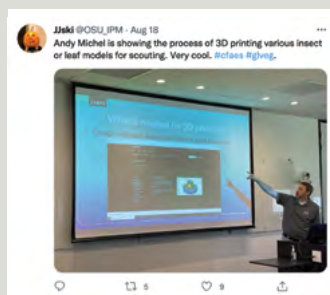 JJski @OSU_IPM · Aug 18
Andy Michel is showing the process of 3D printing various insect
or leaf models for scouting. Very cool. #cfaes #glveg.
5
9